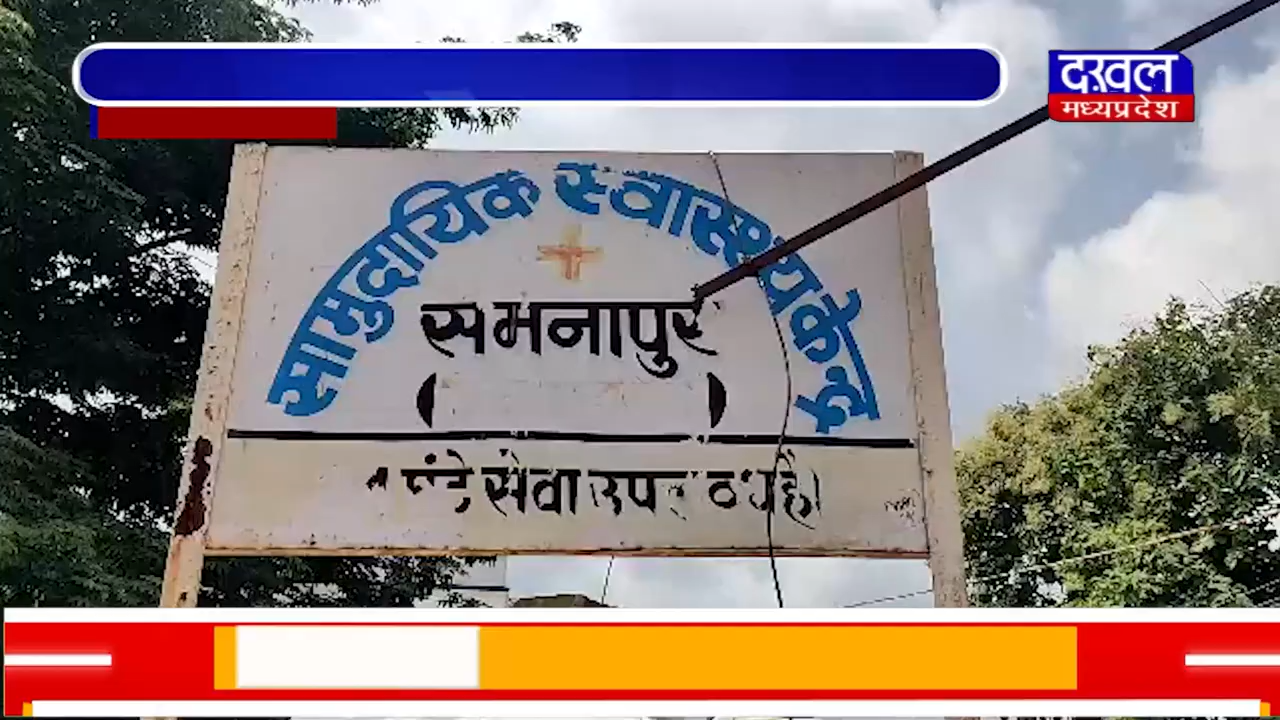 दख़ल
मध्यप्रदेश
सामुदायिक स्वास्थ्य केन्द्र
समनापुर
( )
सेवा है।